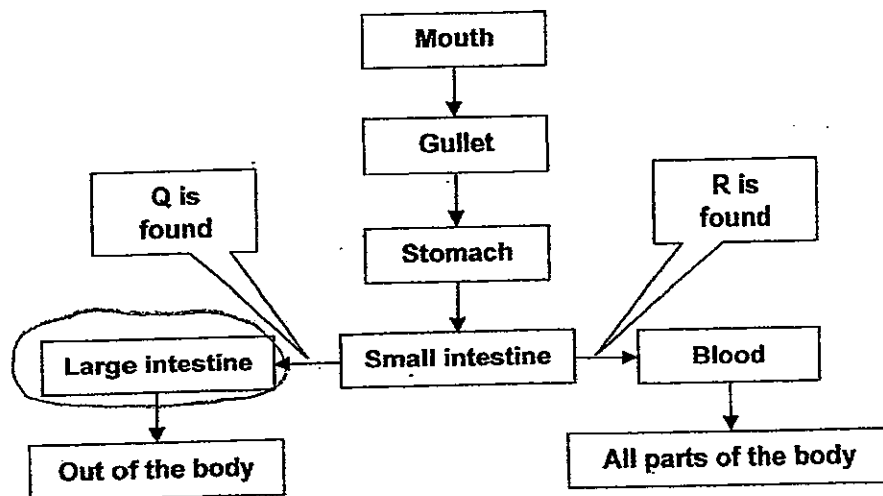 Mouth
Gullet
Q is
found
R is
found
Stomach
Large intestine
Small intestine
Blood
Out of the body
All parts of the body